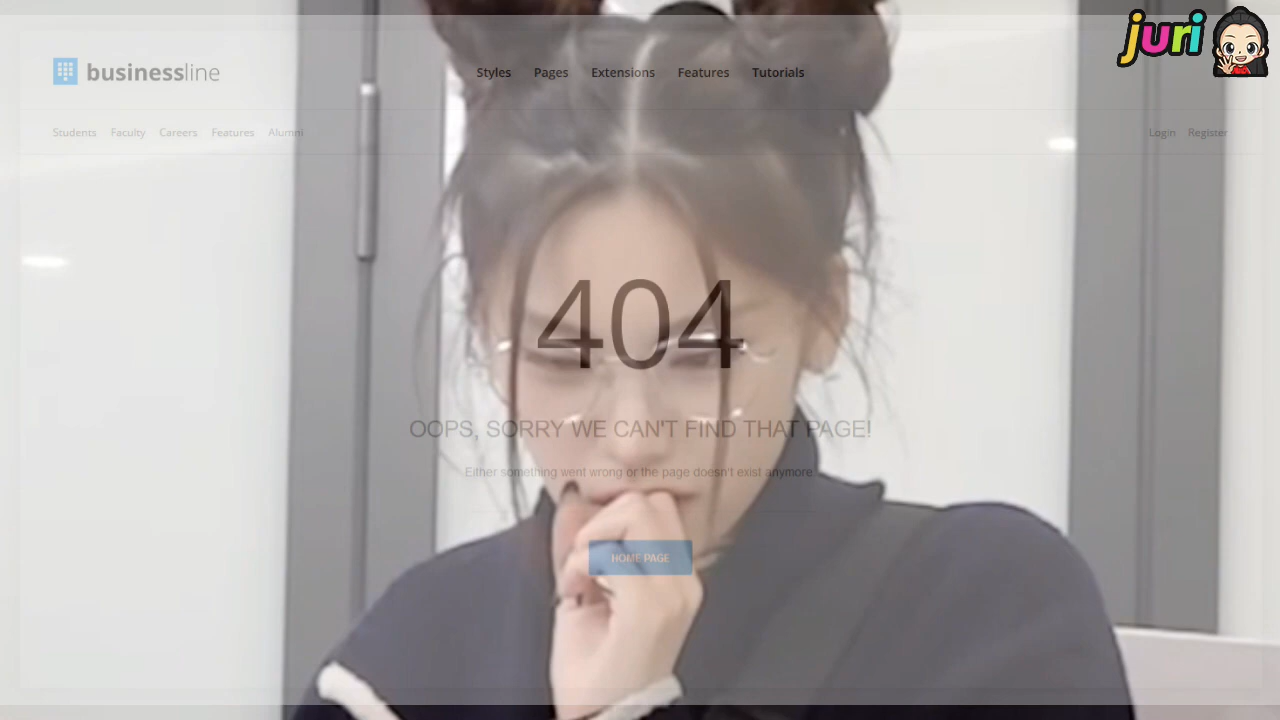 juri
businessline
Styles Pages Extensions Features Tutorials
Students Faculty Careers Features Alumni
Login Register
404
OOPS, SORRY WE CAN'T FIND THAT PAGE!
Either something went wrong or the page doesn't exist anymore.
HOME PAGE